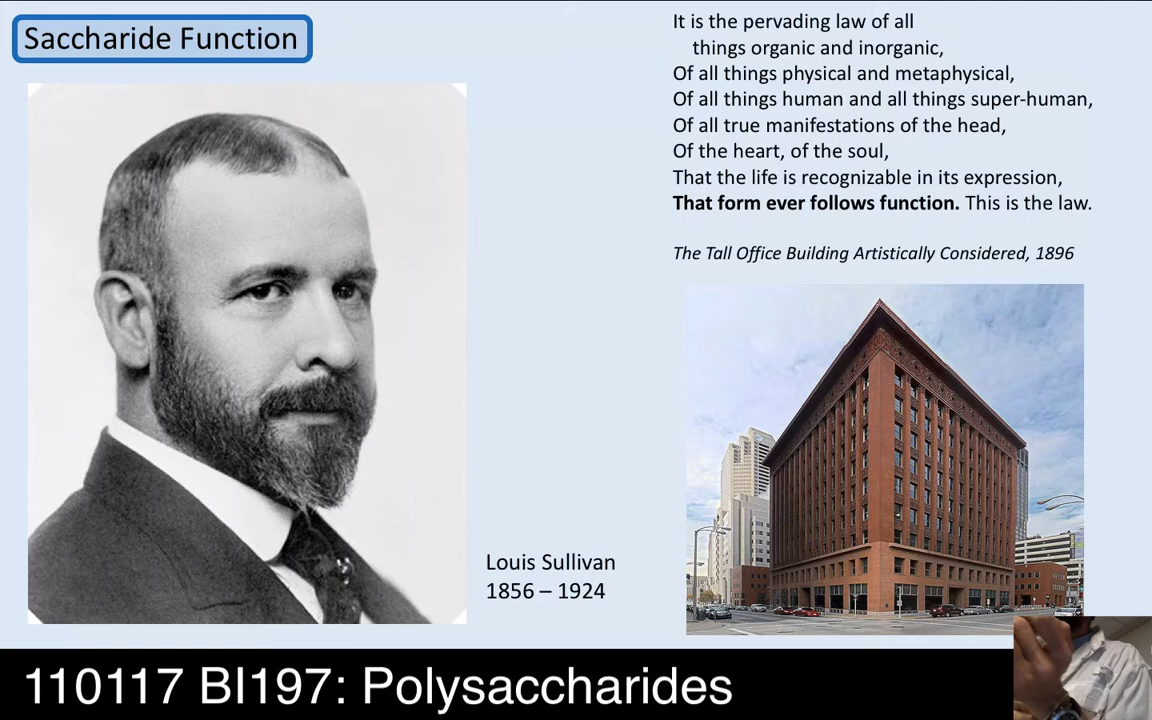 Saccharide Function
It is the pervading law of all
things organic and inorganic,
Of all things physical and metaphysical,
Of all things human and all things super-human,
Of all true manifestations of the head,
Of the heart, of the soul,
That the life is recognizable in its expression,
That form ever follows function. This is the law.
The Tall Office Building Artistically Considered, 1896
Louis Sullivan
1856 – 1924
110117 BI197: Polysaccharides